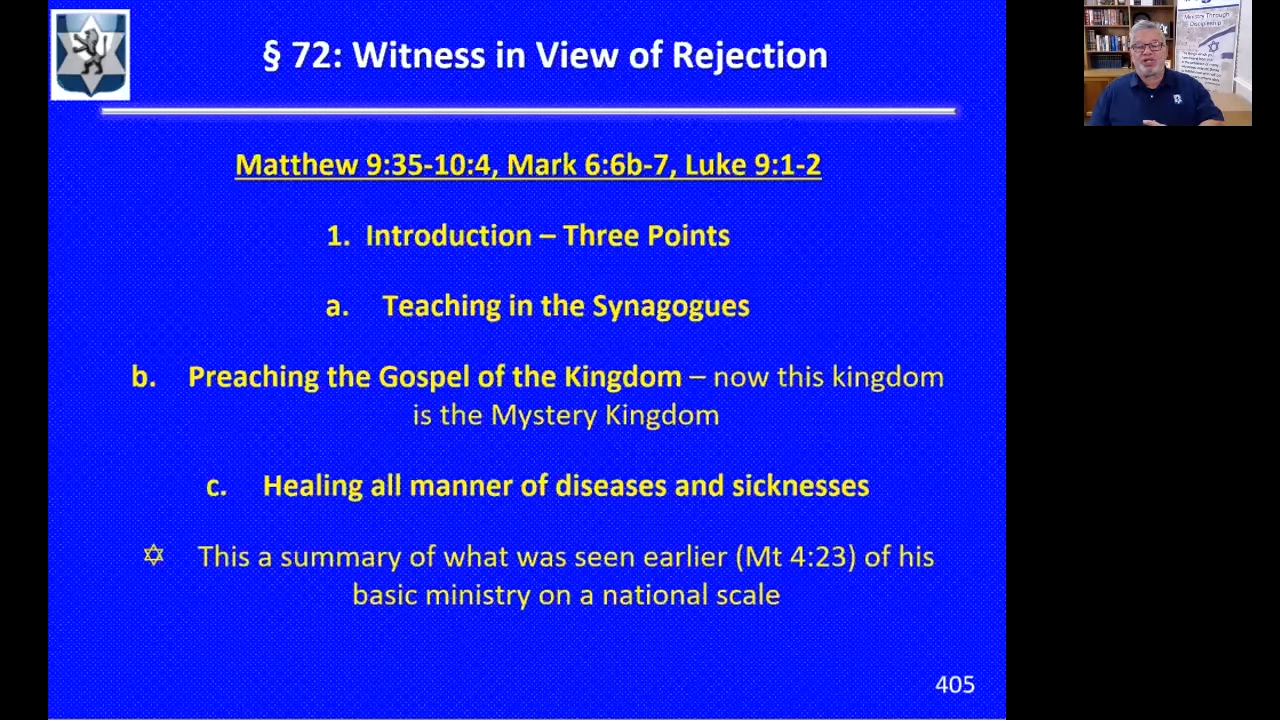 § 72: Witness in View of Rejection
Matthew 9:35-10:4, Mark 6:6b-7, Luke 9:1-2
1. Introduction – Three Points
a. Teaching in the Synagogues
b. Preaching the Gospel of the Kingdom – now this kingdom
is the Mystery Kingdom
c. Healing all manner of diseases and sicknesses
✡ This a summary of what was seen earlier (Mt 4:23) of his
basic ministry on a national scale
405
Ministry Through
Discipleship